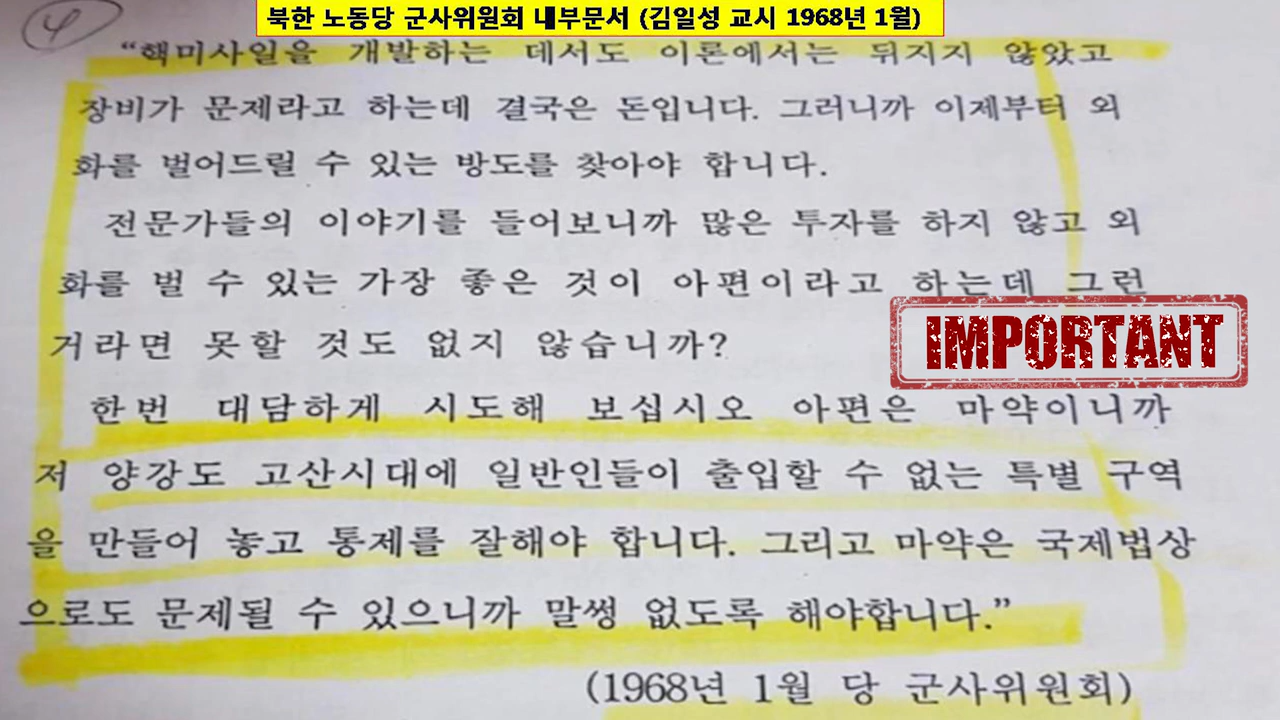 북한 노동당 군사위원회 내부문서 (김일성 교시 1968년 1월)
4
“핵미사일을 개발하는 데서도 이론에서는 뒤지지 않았고
장비가 문제라고 하는데 결국은 돈입니다. 그러니까 이제부터 외
화를 벌어드릴 수 있는 방도를 찾아야 합니다.
전문가들의 이야기를 들어보니까 많은 투자를 하지 않고 외
화를 벌 수 있는 가장 좋은 것이 아편이라고 하는데 그런
거라면 못할 것도 없지 않습니까?
IMPORTANT
한번 대담하게 시도해 보십시오 아편은 마약이니까
저 양강도 고산시대에 일반인들이 출입할 수 없는 특별 구역
을 만들어 놓고 통제를 잘해야 합니다. 그리고 마약은 국제법상
으로도 문제될 수 있으니까 말썽 없도록 해야합니다.”
(1968년 1월 당 군사위원회)